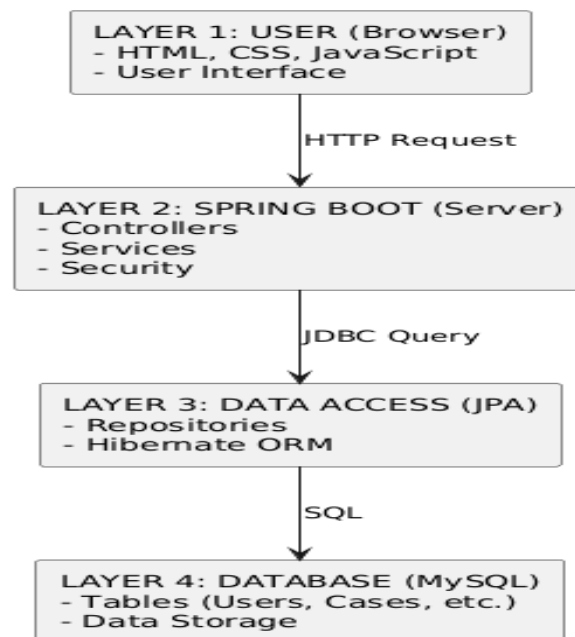 LAYER 1: USER (Browser)
- HTML, CSS, JavaScript
- User Interface
HTTP Request
LAYER 2: SPRING BOOT (Server)
- Controllers
- Services
- Security
JDBC Query
LAYER 3: DATA ACCESS (JPA)
- Repositories
- Hibernate ORM
SQL
LAYER 4: DATABASE (MySQL)
- Tables (Users, Cases, etc.)
- Data Storage